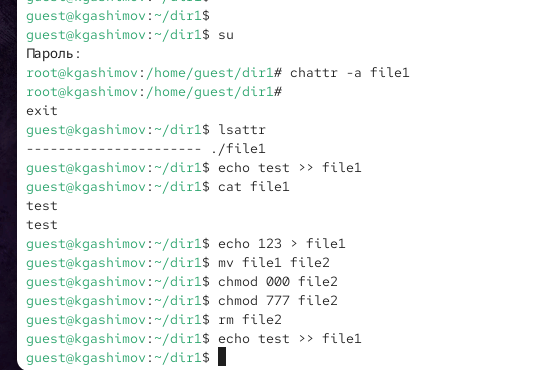 guest@kgashimov:~/dir1$
guest@kgashimov:~/dir1$ su
Пароль:
root@kgashimov:/home/guest/dir1# chattr -a file1
root@kgashimov:/home/guest/dir1#
exit
guest@kgashimov:~/dir1$ lsattr
---------------------- ./file1
guest@kgashimov:~/dir1$ echo test >> file1
guest@kgashimov:~/dir1$ cat file1
test
test
guest@kgashimov:~/dir1$ echo 123 > file1
guest@kgashimov:~/dir1$ mv file1 file2
guest@kgashimov:~/dir1$ chmod 000 file2
guest@kgashimov:~/dir1$ chmod 777 file2
guest@kgashimov:~/dir1$ rm file2
guest@kgashimov:~/dir1$ echo test >> file1
guest@kgashimov:~/dir1$